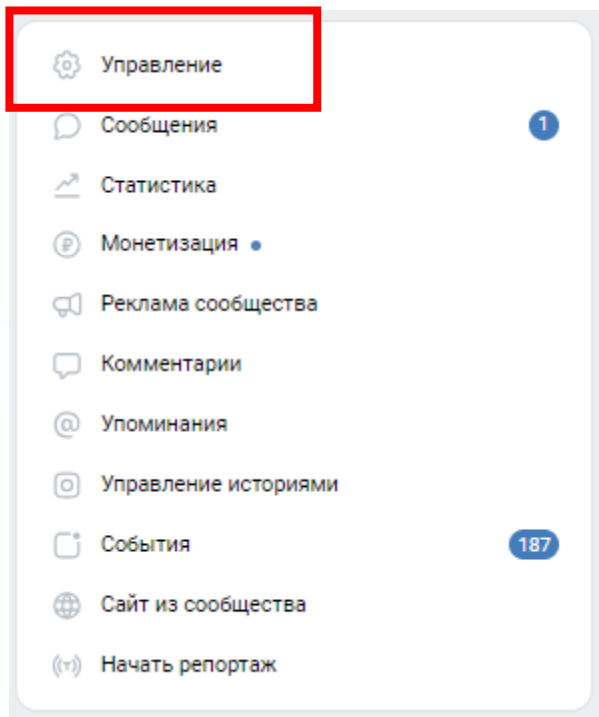 Управление
Сообщения 1
Статистика
Монетизация
Реклама сообщества
Комментарии
Упоминания
Управление историями
События 187
Сайт из сообщества
Начать репортаж